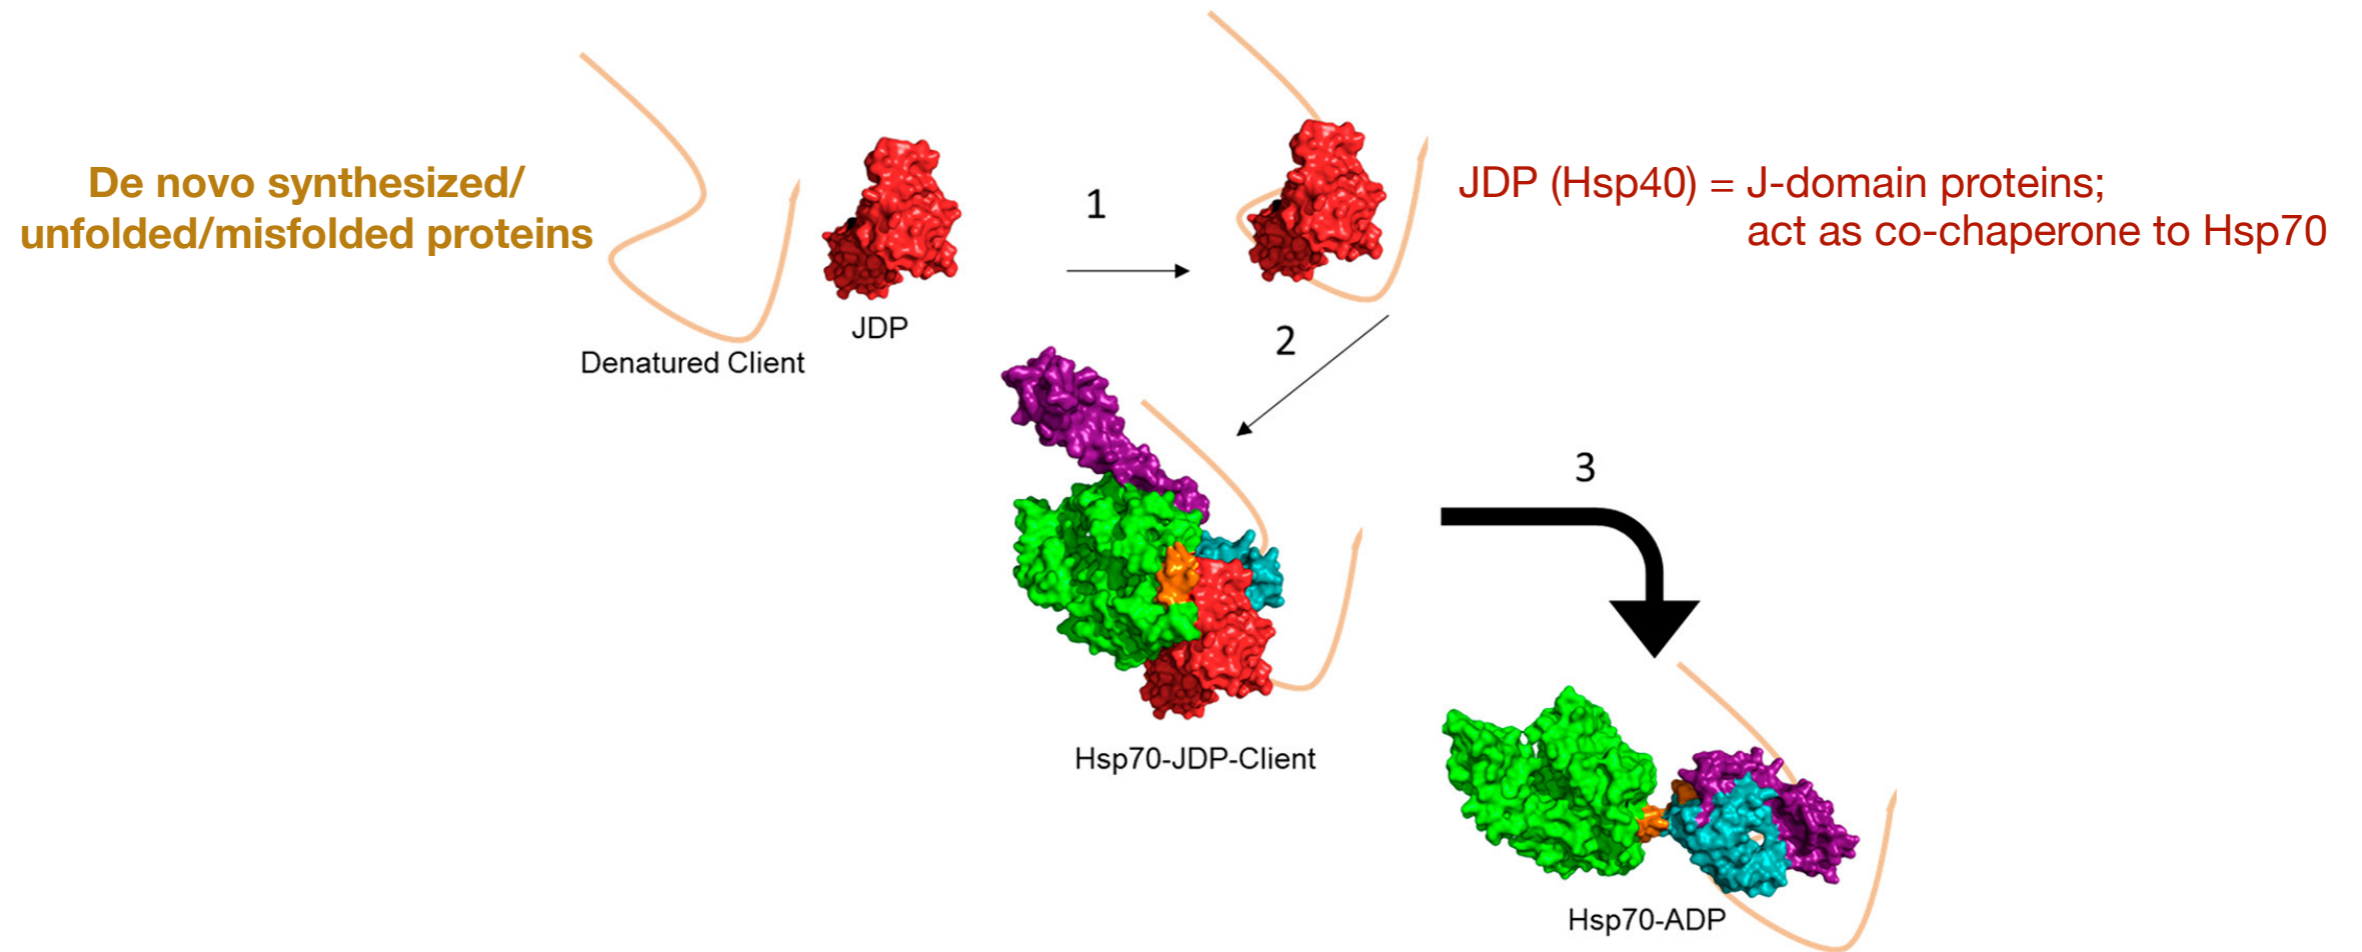 De novo synthesized/
unfolded/misfolded proteins
Denatured Client
JDP
1
JDP (Hsp40) = J-domain proteins;
act as co-chaperone to Hsp70
2
Hsp70-JDP-Client
3
Hsp70-ADP